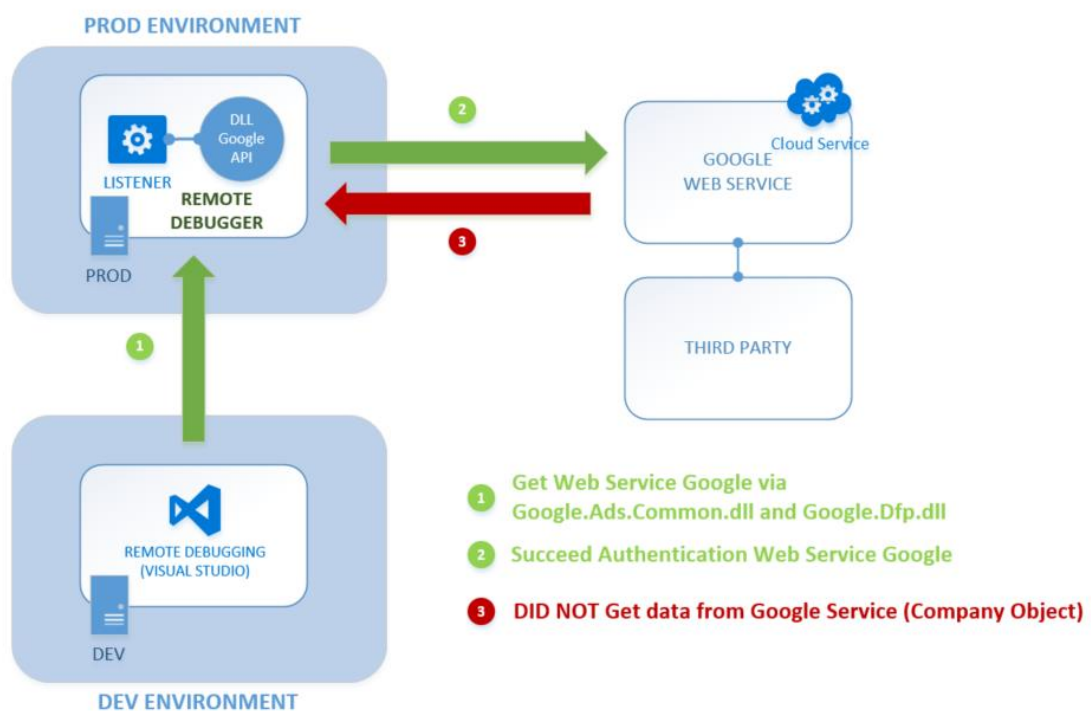 PROD ENVIRONMENT
DLL
Google
API
LISTENER
REMOTE
DEBUGGER
PROD
2
3
Cloud Service
GOOGLE
WEB SERVICE
THIRD PARTY
1
REMOTE DEBUGGING
(VISUAL STUDIO)
DEV
DEV ENVIRONMENT
1 Get Web Service Google via
Google.Ads.Common.dll and Google.Dfp.dll
2 Succeed Authentication Web Service Google
3 DID NOT Get data from Google Service (Company Object)